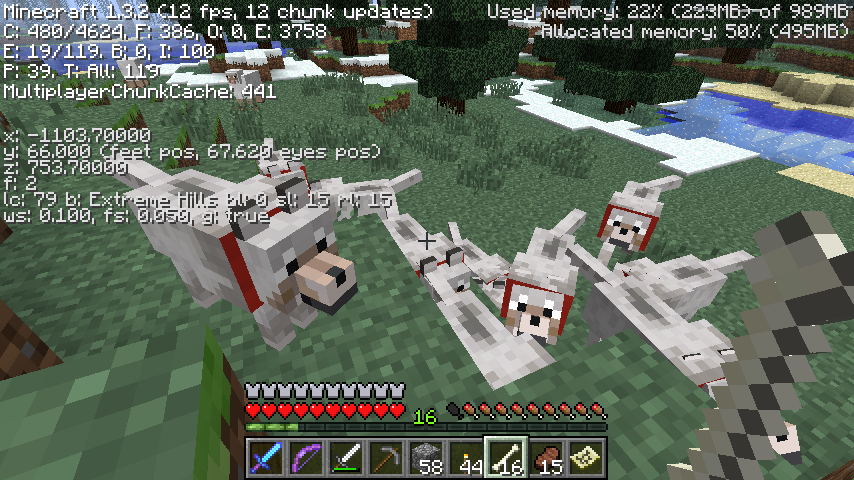 Minecraft 1.3.2 (12 fps, 12 chunk updates)
Used memory: 22% (223MB) of 989MB
C: 480/4624, F: 386, O: 0, E: 3758
Allocated memory: 50% (495MB)
E: 19/119, B: 0, I: 100
P: 39, T: All: 119
MultiplayerChunkCache: 441
x: -1103.70000
y: 66.000 (feet pos, 67.620 eyes pos)
z: 753.70000
f: 2
lc: 79 b: Extreme Hills bl: 0 sl: 15 rl: 15
ws: 0.100, fs: 0.050, g: true
16
58
44
16
15